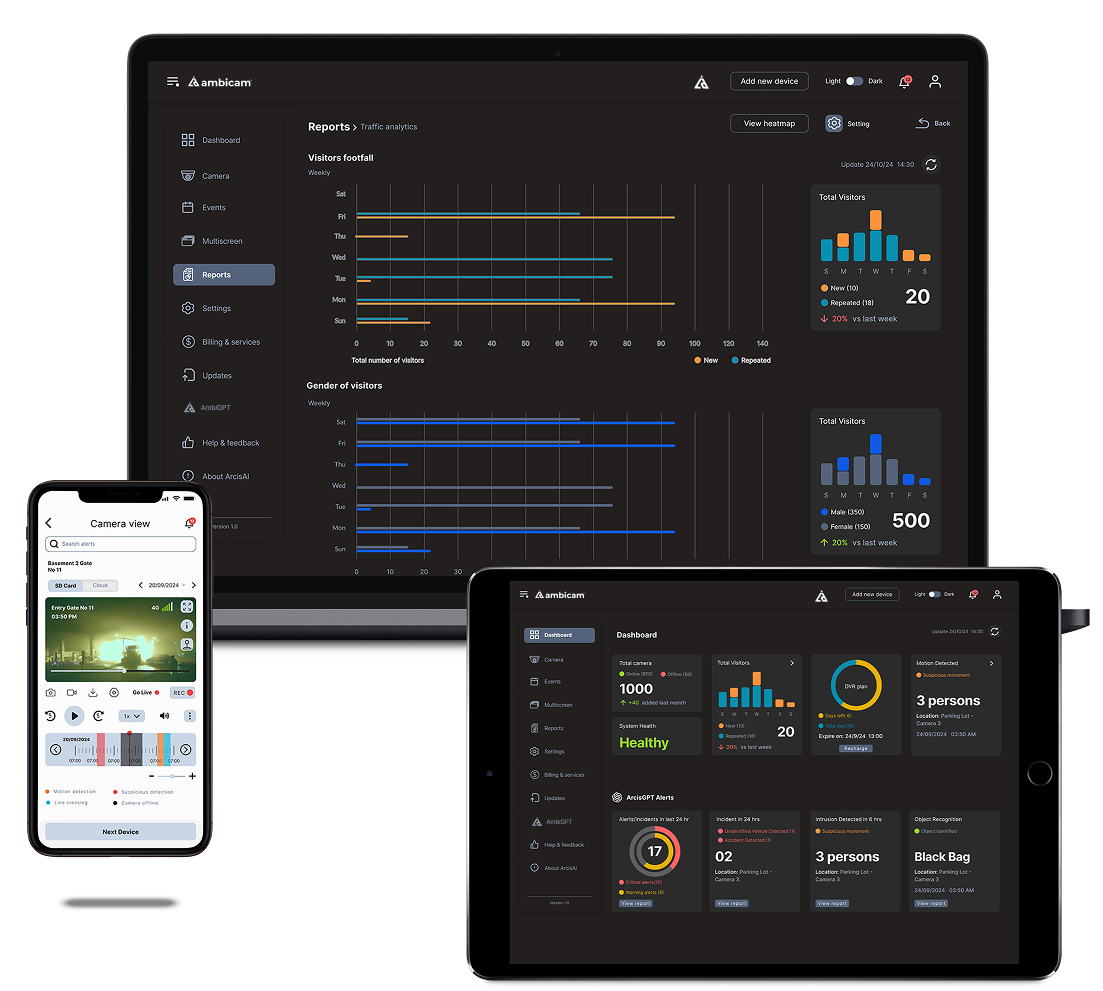 ambicam
Add new device
Light Dark
12
Reports > Traffic analytics
View heatmap
Setting
Back
Dashboard
Camera
Events
Multiscreen
Reports
Settings
Billing & services
Updates
AmbiGPT
Help & feedback
About ArcisAI
Version 1.0
Visitors footfall
Weekly
Update 24/10/24 14:30
Sat
Fri
Thu
Wed
Tue
Mon
Sun
0 10 20 30 40 50 60 70 80 90 100 120 140
Total number of visitors
New Repeated
Total Visitors
S M T W T F S
New (10)
Repeated (18)
20
20% vs last week
Gender of visitors
Weekly
Sat
Fri
Thu
Wed
Tue
Mon
Sun
0 10 20 30
Total Visitors
S M T W T F S
Male (350)
Female (150)
500
20% vs last week
Camera view
Search alerts
Basement 2 Gate
No 11
SD Card Cloud
20/09/2024
Entry Gate No 11
4G
03:50 PM
Go Live
REC
5 5
1x
20/09/2024
07:00 07:00 07:00 07:00 07:00
Motion detection
Suspicious detection
Line crossing
Camera offline
Next Device
ambicam
Add new device
Light Dark
Dashboard
Camera
Events
Multiscreen
Reports
Settings
Billing & services
Updates
AmbiGPT
Help & feedback
About ArcisAI
Version 1.0
Dashboard
Update 24/10/24 14:30
Total camera
Online (950) Offline (50)
1000
+40 added last month
System Health
Healthy
Total Visitors
S M T W T F S
New (10)
Repeated (18)
20
20% vs last week
DVR plan
Days left( 6)
Total day (15)
Expire on: 24/9/24 13:00
Recharge
Motion Detected
Suspicious movement
3 persons
Location: Parking Lot -
Camera 3
24/09/2024 03:50 AM
ArcisGPT Alerts
Alerts/Incidents in last 24 hr
17
Critical alerts(12)
Warning alerts (5)
View report
Incident in 24 hrs
Unidentified Vehicle Detected (1)
Accident Detected (1)
02
Location: Parking Lot -
Camera 3
View report
Intrusion Detected in 6 hrs
Suspicious movement
3 persons
Location: Parking Lot -
Camera 3
View report
Object Recognition
Object identified
Black Bag
Location: Parking Lot -
Camera 3
24/09/2024 03:50 AM
View report